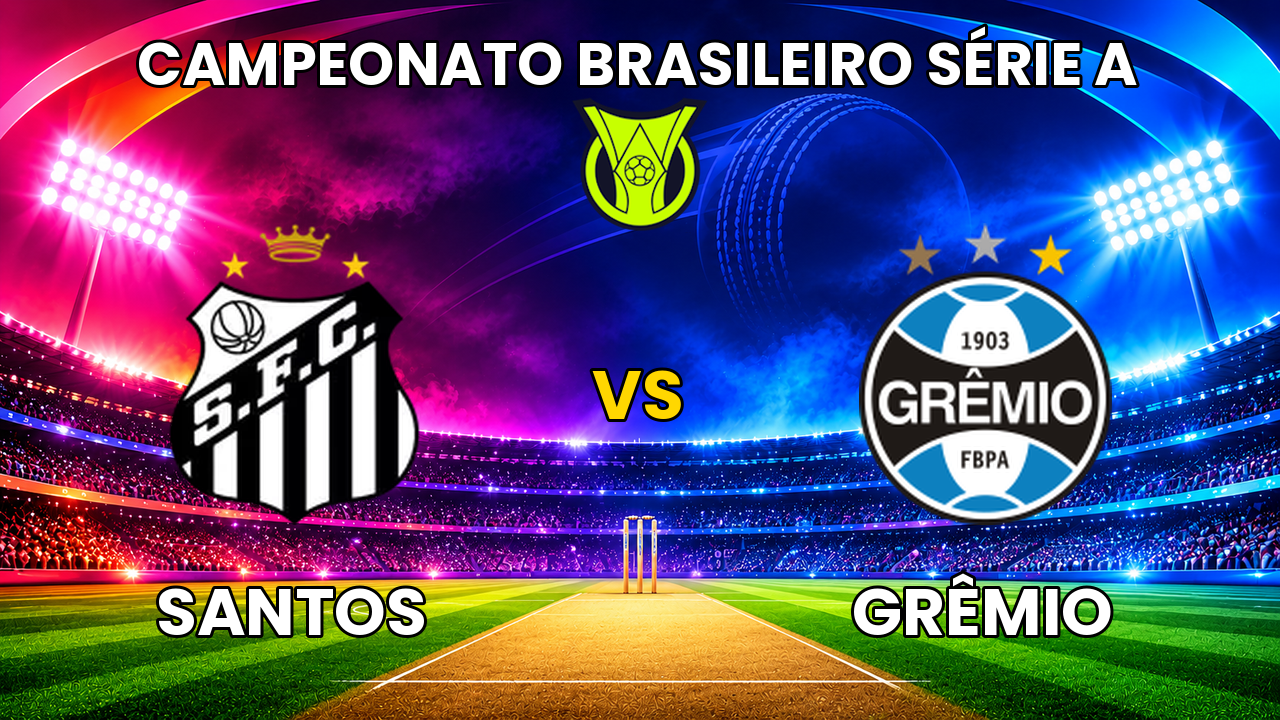 CAMPEONATO BRASILEIRO SÉRIE A
S.F.C.
1903
GRÊMIO
FBPA
VS
SANTOS
GRÊMIO